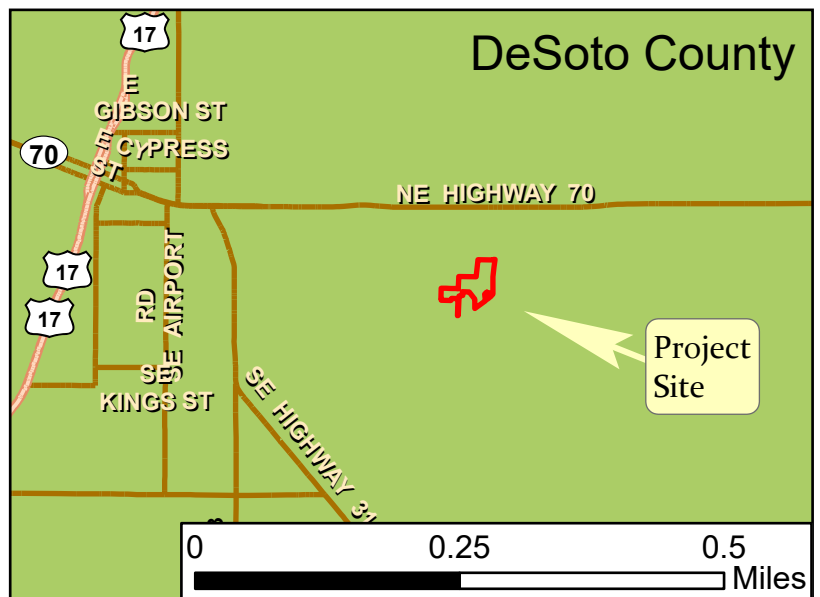 17
DeSoto County
E
GIBSON ST
E CYPRESS
ST
70
NE HIGHWAY 70
17
17
SE AIRPORT
RD
Project
Site
SE
KINGS ST
SE HIGHWAY 31
0 0.25 0.5
Miles